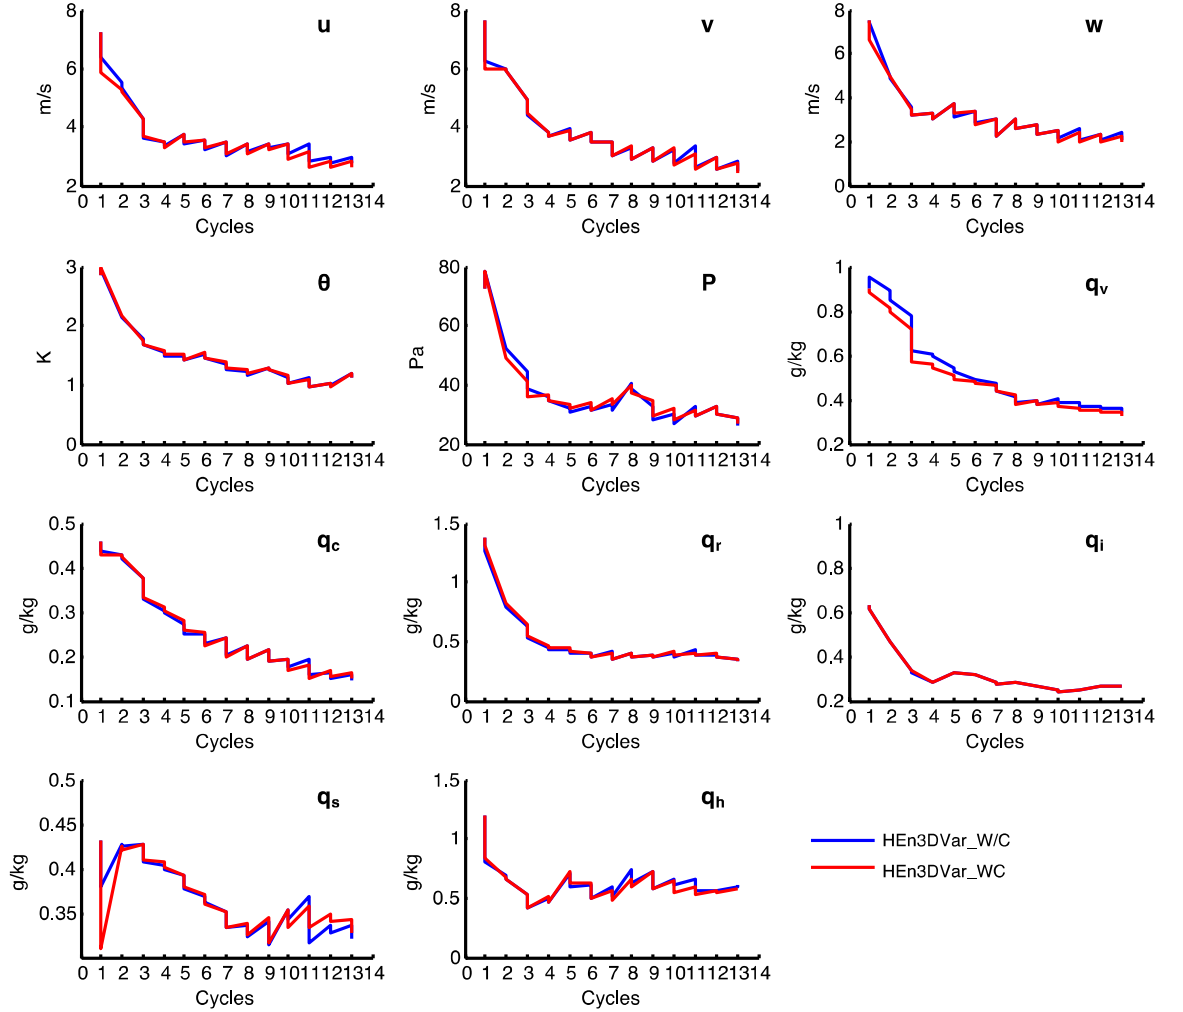 u
8
6
4
2
m/s
0 1 2 3 4 5 6 7 8 9 10 11 12 13 14
Cycles
v
8
6
4
2
m/s
0 1 2 3 4 5 6 7 8 9 10 11 12 13 14
Cycles
w
8
6
4
2
0
m/s
0 1 2 3 4 5 6 7 8 9 10 11 12 13 14
Cycles
θ
3
2
1
0
K
0 1 2 3 4 5 6 7 8 9 10 11 12 13 14
Cycles
P
80
60
40
20
Pa
0 1 2 3 4 5 6 7 8 9 10 11 12 13 14
Cycles
qv
1
0.8
0.6
0.4
0.2
g/kg
0 1 2 3 4 5 6 7 8 9 10 11 12 13 14
Cycles
qc
0.5
0.4
0.3
0.2
0.1
g/kg
0 1 2 3 4 5 6 7 8 9 10 11 12 13 14
Cycles
qr
1.5
1
0.5
0
g/kg
0 1 2 3 4 5 6 7 8 9 10 11 12 13 14
Cycles
qi
1
0.8
0.6
0.4
0.2
g/kg
0 1 2 3 4 5 6 7 8 9 10 11 12 13 14
Cycles
qs
0.5
0.45
0.4
0.35
g/kg
0 1 2 3 4 5 6 7 8 9 10 11 12 13 14
Cycles
qh
1.5
1
0.5
0
g/kg
0 1 2 3 4 5 6 7 8 9 10 11 12 13 14
Cycles
HEn3DVar_W/C
HEn3DVar_WC